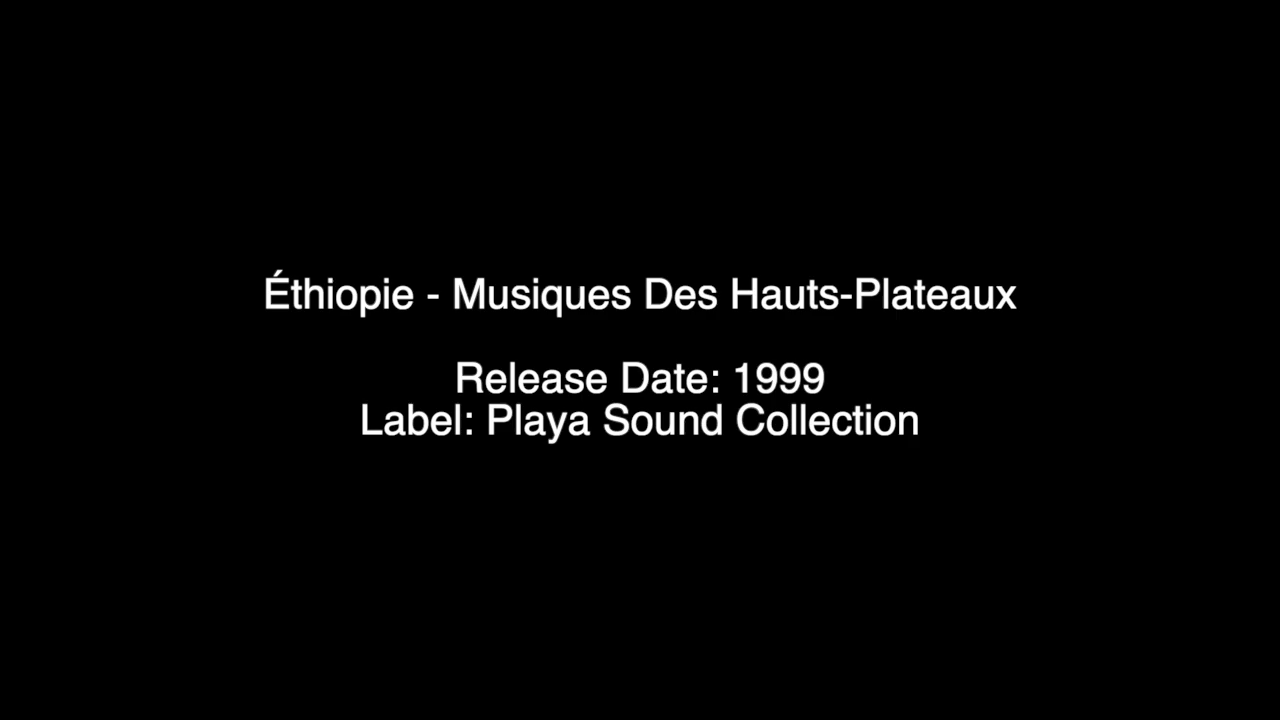 Éthiopie - Musiques Des Hauts-Plateaux
Release Date: 1999
Label: Playa Sound Collection